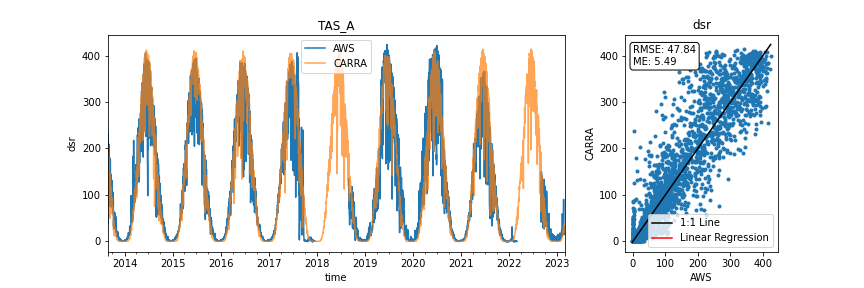 TAS_A
dsr
AWS
CARRA
400
300
200
100
0
dsr
2014 2015 2016 2017 2018 2019 2020 2021 2022 2023
time
dsr
RMSE: 47.84
ME: 5.49
1:1 Line
Linear Regression
400
300
200
100
0
CARRA
0 100 200 300 400
AWS